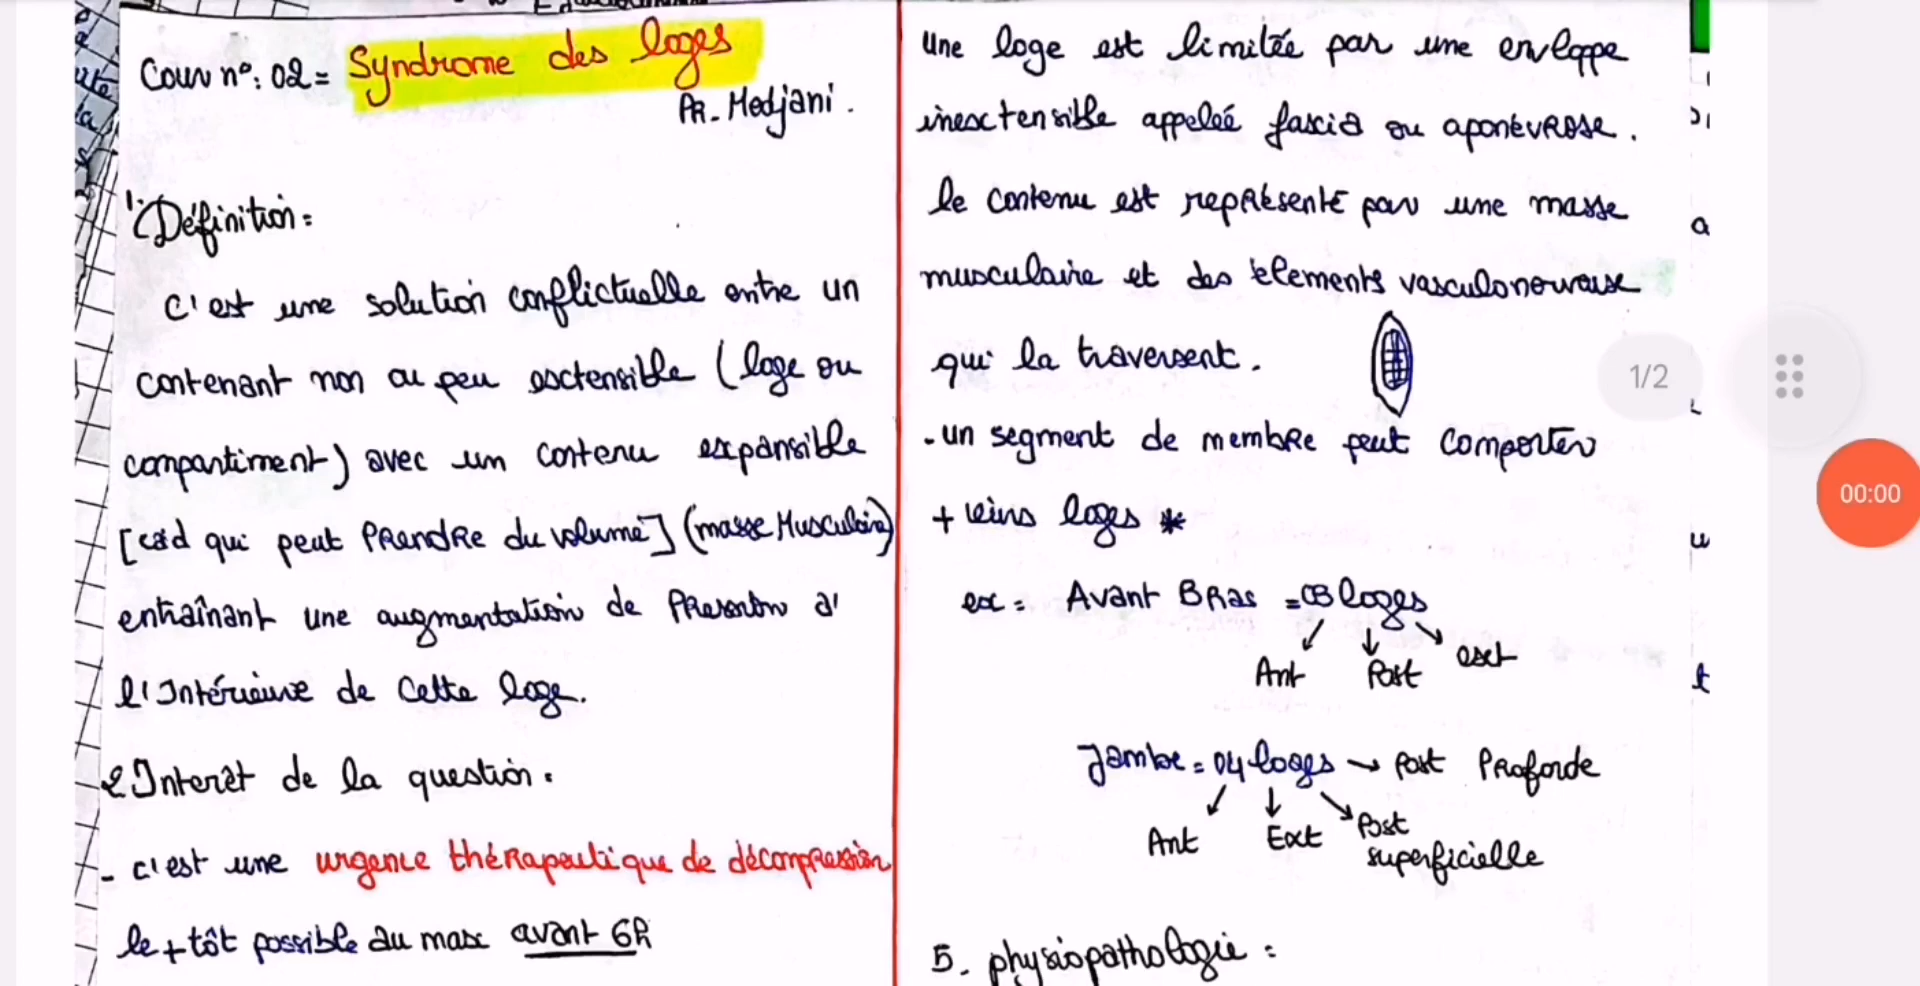 Cour n°: 02 = Syndrome des loges
PR. Medjani.
1. Définition:
c'est une solution conflictuelle entre un
contenant non ou peu extensible (loge ou
compartiment) avec un contenu expansible
[càd qui peut Prendre du volume] (masse Musculaire)
entraînant une augmentation de Pression à
l'Intérieure de cette loge.
2 Interêt de la question.
- c'est une urgence thérapeutique de décompression
le + tôt possible au max avant 6h
une loge est limitée par une enveloppe
inextensible appeleé fascia ou aponévrose.
le contenu est représenté par une masse
musculaire et des élements vasculonerveuse
qui la traversent.
- un segment de membre peut comporter
+ieurs loges *
ex = Avant Bras = 03 loges
Ant Post ext
Jambe = 04 loges → post Profonde
Ant Ext Post
superficielle
5. physiopathologie =
1/2
00:00